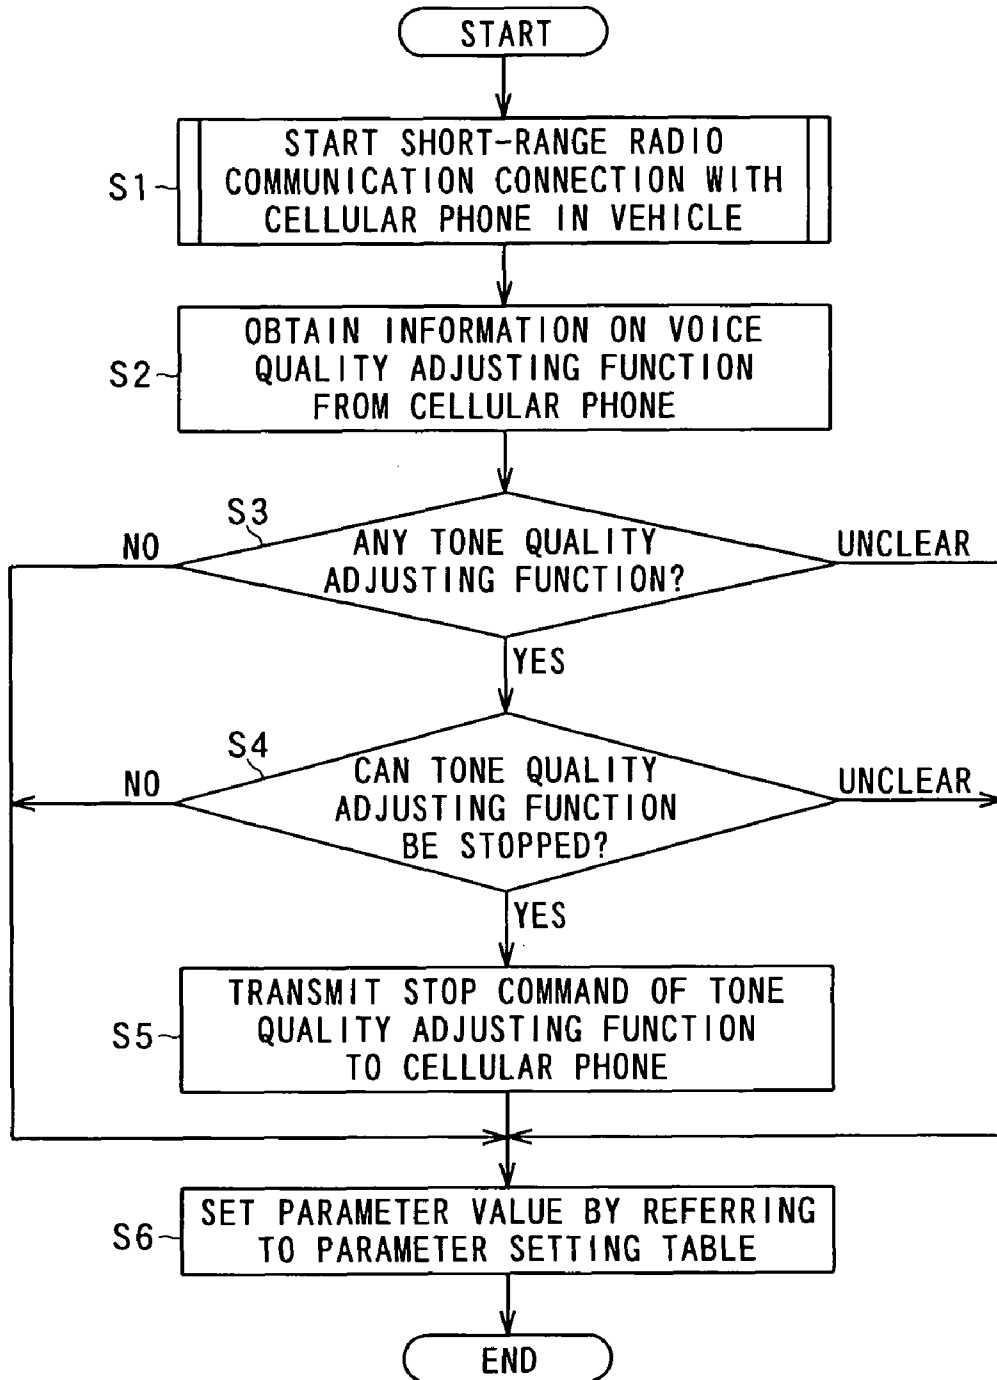 START
START SHORT-RANGE RADIO
COMMUNICATION CONNECTION WITH
CELLULAR PHONE IN VEHICLE
S1
OBTAIN INFORMATION ON VOICE
QUALITY ADJUSTING FUNCTION
FROM CELLULAR PHONE
S2
S3
NO
ANY TONE QUALITY
ADJUSTING FUNCTION?
UNCLEAR
YES
S4
NO
CAN TONE QUALITY
ADJUSTING FUNCTION
BE STOPPED?
UNCLEAR
YES
TRANSMIT STOP COMMAND OF TONE
QUALITY ADJUSTING FUNCTION
TO CELLULAR PHONE
S5
SET PARAMETER VALUE BY REFERRING
TO PARAMETER SETTING TABLE
S6
END